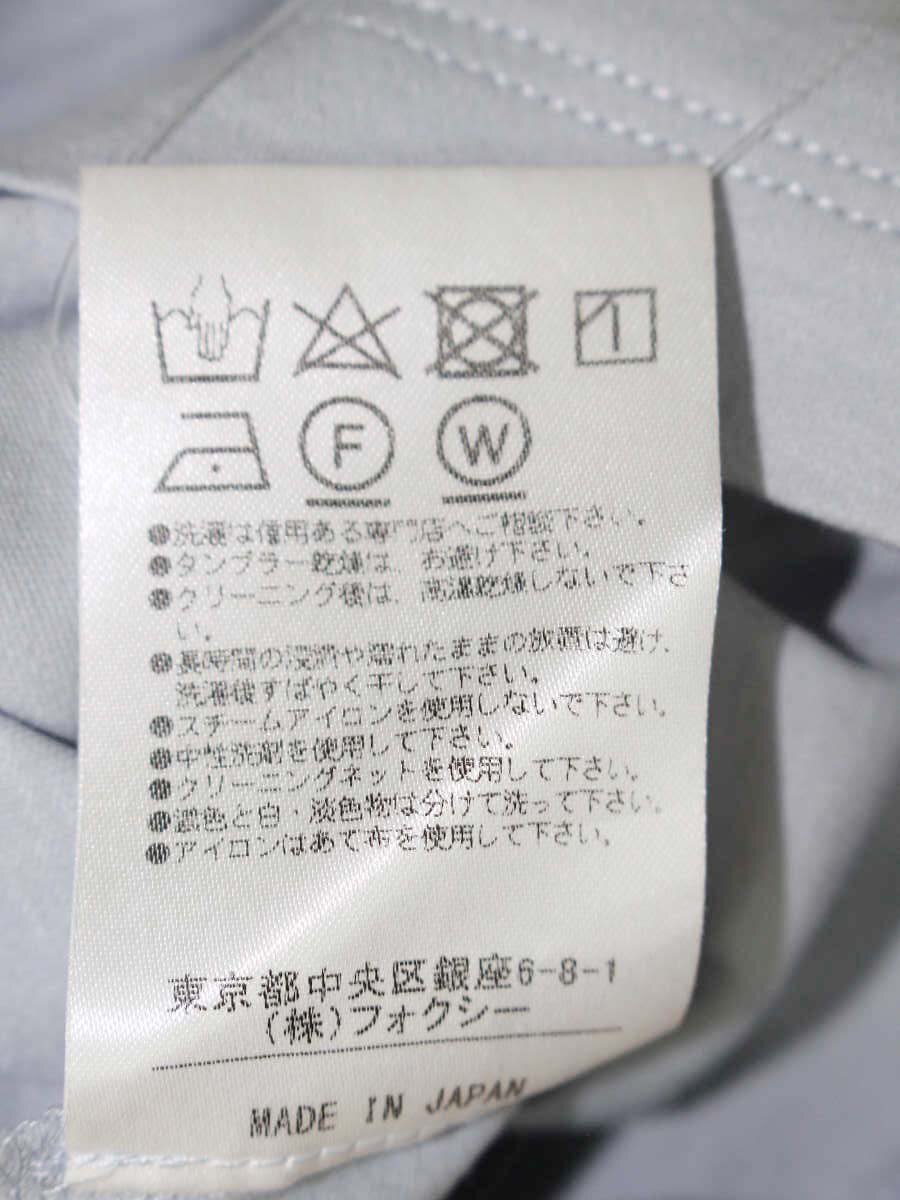 F W
●洗濯は信用ある専門店へご相談下さい。
●タンブラー乾燥は、お避け下さい。
●クリーニング後は、高温乾燥しないで下さ
い。
●長時間の浸漬や濡れたままの放置は避け、
洗濯後すばやく干して下さい。
●スチームアイロンを使用しないで下さい。
●中性洗剤を使用して下さい。
●クリーニングネットを使用して下さい。
●濃色と白・淡色物は分けて洗って下さい。
●アイロンはあて布を使用して下さい。
東京都中央区銀座6-8-1
(株)フォクシー
MADE IN JAPAN